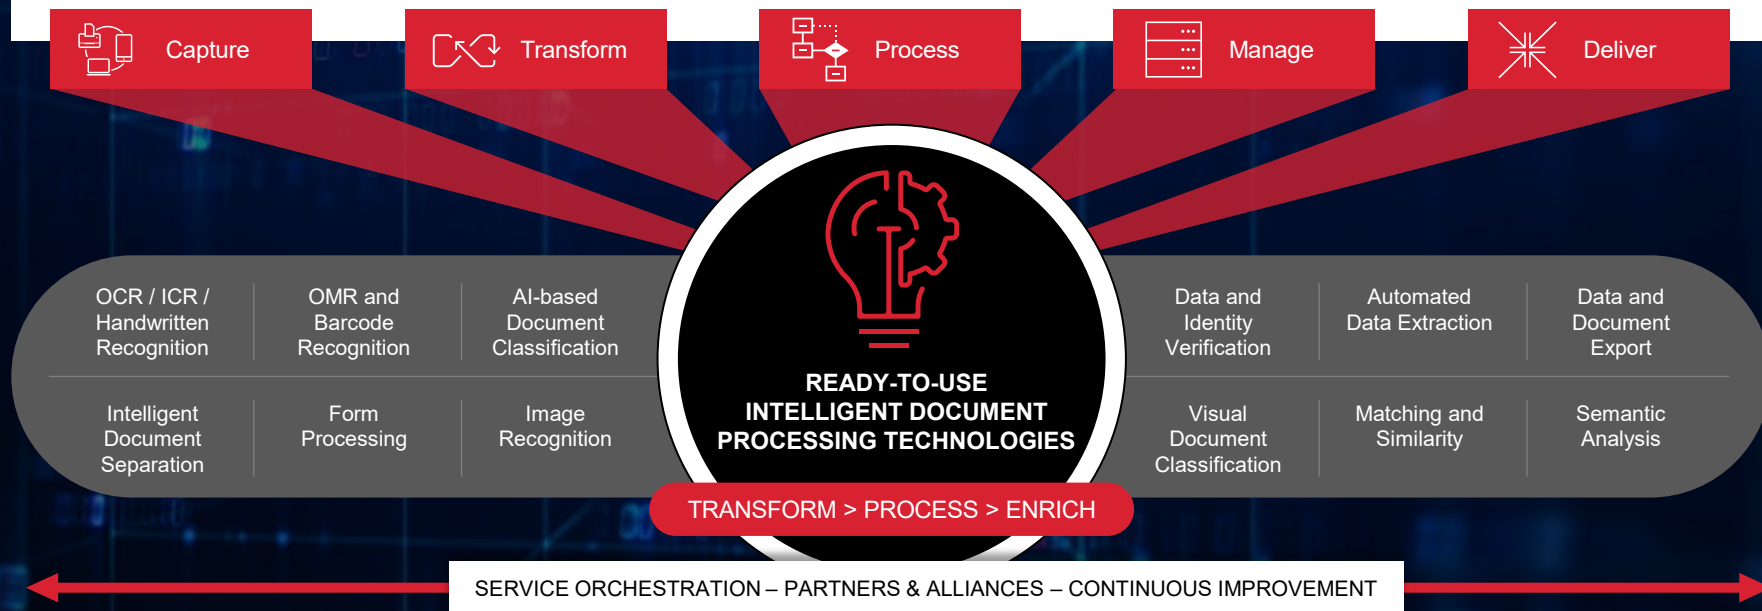 Capture
Transform
Process
Manage
Deliver
OCR / ICR /
Handwritten
Recognition
OMR and
Barcode
Recognition
AI-based
Document
Classification
Intelligent
Document
Separation
Form
Processing
Image
Recognition
READY-TO-USE
INTELLIGENT DOCUMENT
PROCESSING TECHNOLOGIES
TRANSFORM > PROCESS > ENRICH
Data and
Identity
Verification
Automated
Data Extraction
Data and
Document
Export
Visual
Document
Classification
Matching and
Similarity
Semantic
Analysis
SERVICE ORCHESTRATION – PARTNERS & ALLIANCES – CONTINUOUS IMPROVEMENT